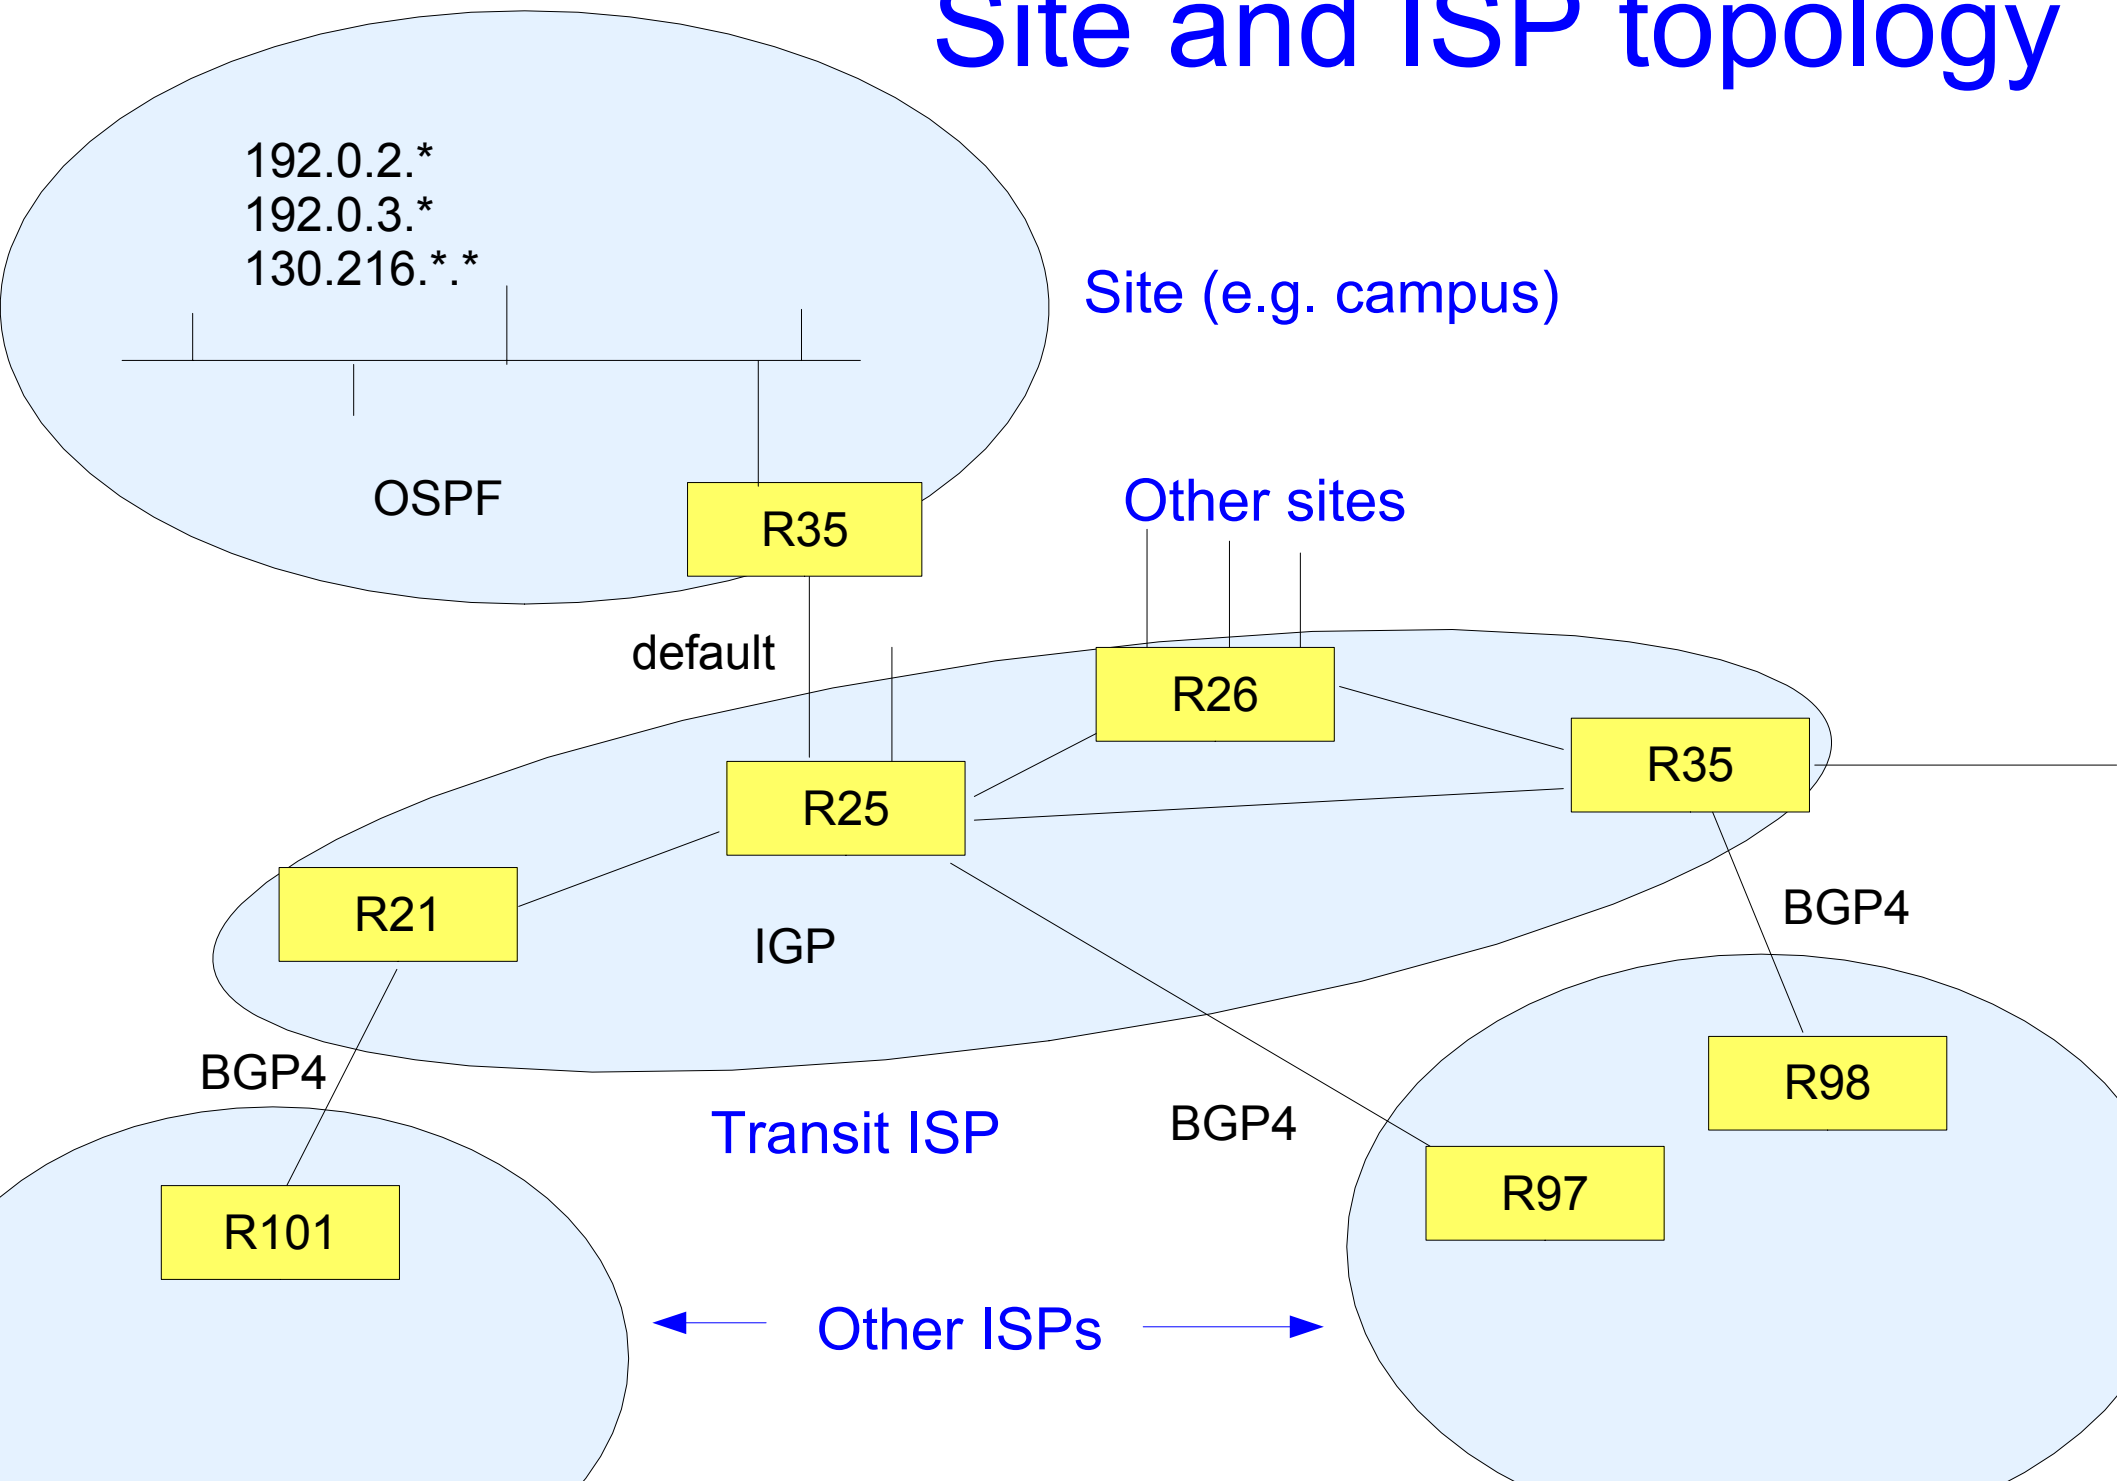 Site and ISP topology
192.0.2.*
192.0.3.*
130.216.*.*
Site (e.g. campus)
OSPF
R35
Other sites
default
R26
R35
R25
R21
BGP4
IGP
BGP4
R98
Transit ISP
BGP4
R97
R101
Other ISPs